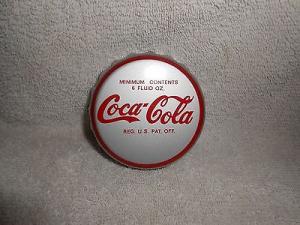 MINIMUM CONTENTS
6 FLUID OZ.
Coca-Cola
REG. U.S. PAT. OFF.